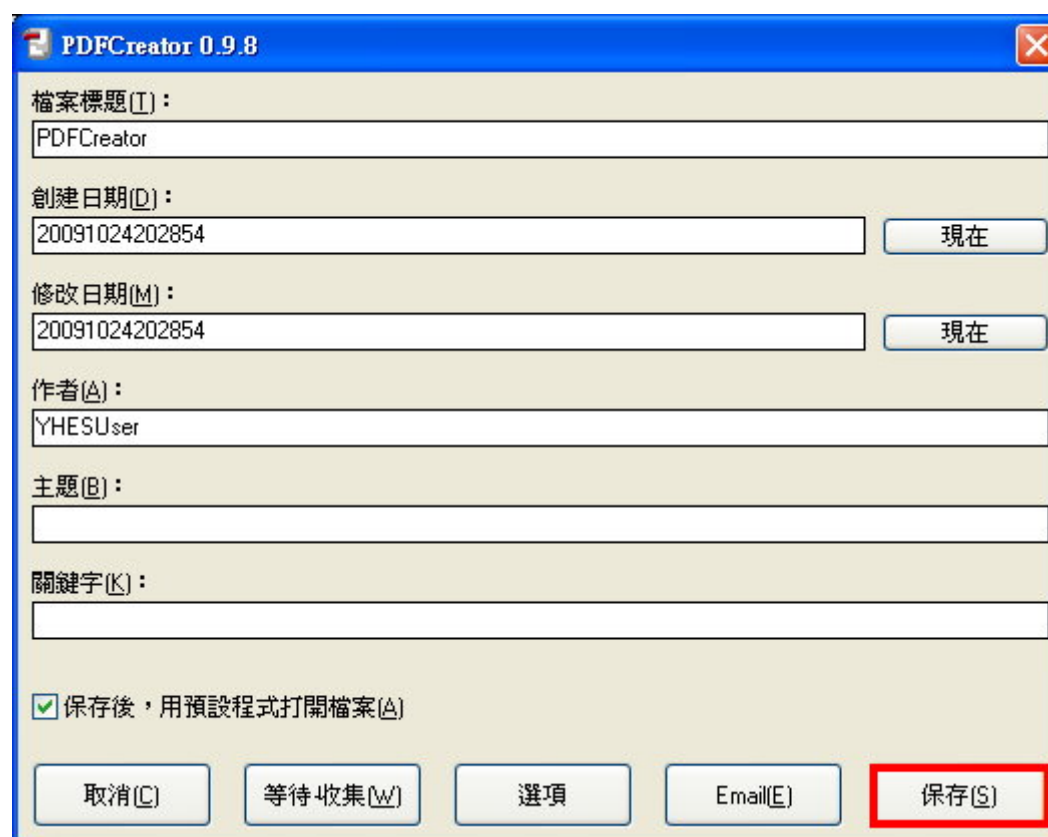 PDFCreator 0.9.8
檔案標題(T)：
PDFCreator
創建日期(D)：
20091024202854 現在
修改日期(M)：
20091024202854 現在
作者(A)：
YHESUser
主題(B)：
關鍵字(K)：
保存後，用預設程式打開檔案(A)
取消(C) 等待-收集(W) 選項 Email(E) 保存(S)